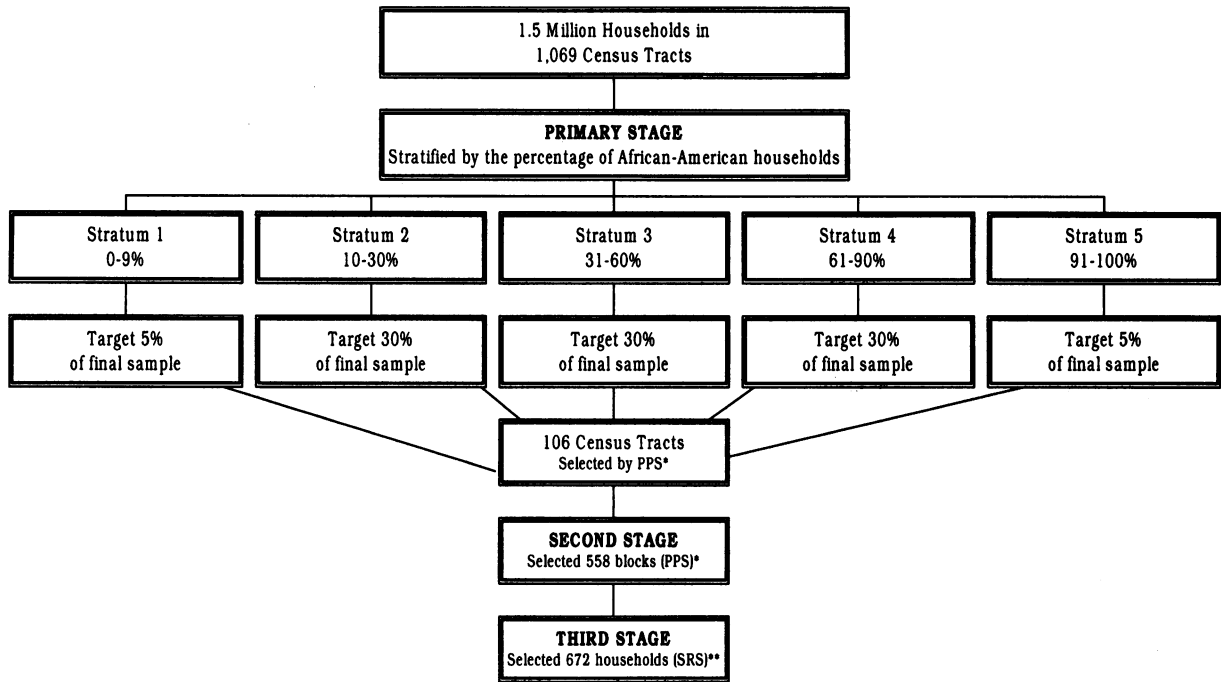 1.5 Million Households in
1,069 Census Tracts
PRIMARY STAGE
Stratified by the percentage of African-American households
Stratum 1
0-9%
Stratum 2
10-30%
Stratum 3
31-60%
Stratum 4
61-90%
Stratum 5
91-100%
Target 5%
of final sample
Target 30%
of final sample
Target 30%
of final sample
Target 30%
of final sample
Target 5%
of final sample
106 Census Tracts
Selected by PPS*
SECOND STAGE
Selected 558 blocks (PPS)*
THIRD STAGE
Selected 672 households (SRS)**